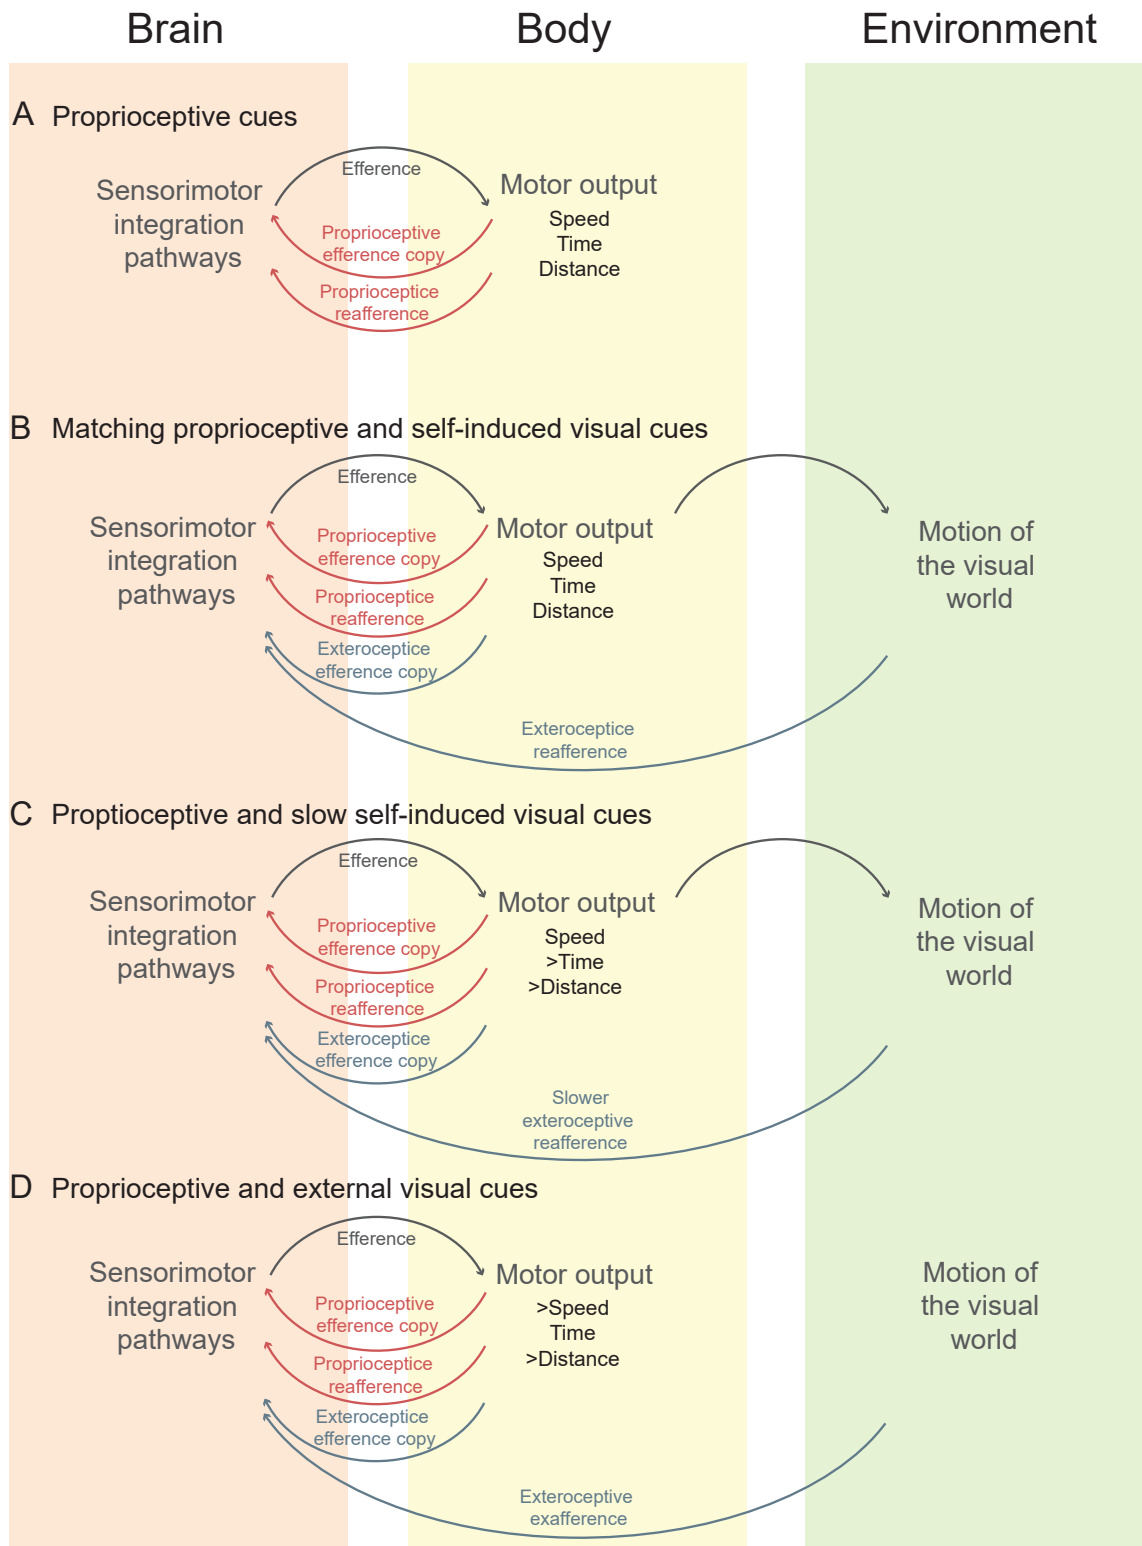 Brain
Body
Environment
A Proprioceptive cues
Efference
Sensorimotor
integration
pathways
Motor output
Speed
Time
Distance
Proprioceptive
efference copy
Proprioceptice
reafference
B Matching proprioceptive and self-induced visual cues
Efference
Sensorimotor
integration
pathways
Motor output
Speed
Time
Distance
Proprioceptive
efference copy
Proprioceptice
reafference
Exteroceptice
efference copy
Motion of
the visual
world
Exteroceptice
reafference
C Proptioceptive and slow self-induced visual cues
Efference
Sensorimotor
integration
pathways
Motor output
Speed
>Time
>Distance
Proprioceptive
efference copy
Proprioceptice
reafference
Exteroceptice
efference copy
Motion of
the visual
world
Slower
exteroceptive
reafference
D Proprioceptive and external visual cues
Efference
Sensorimotor
integration
pathways
Motor output
>Speed
Time
>Distance
Proprioceptive
efference copy
Proprioceptice
reafference
Exteroceptice
efference copy
Motion of
the visual
world
Exteroceptive
exafference